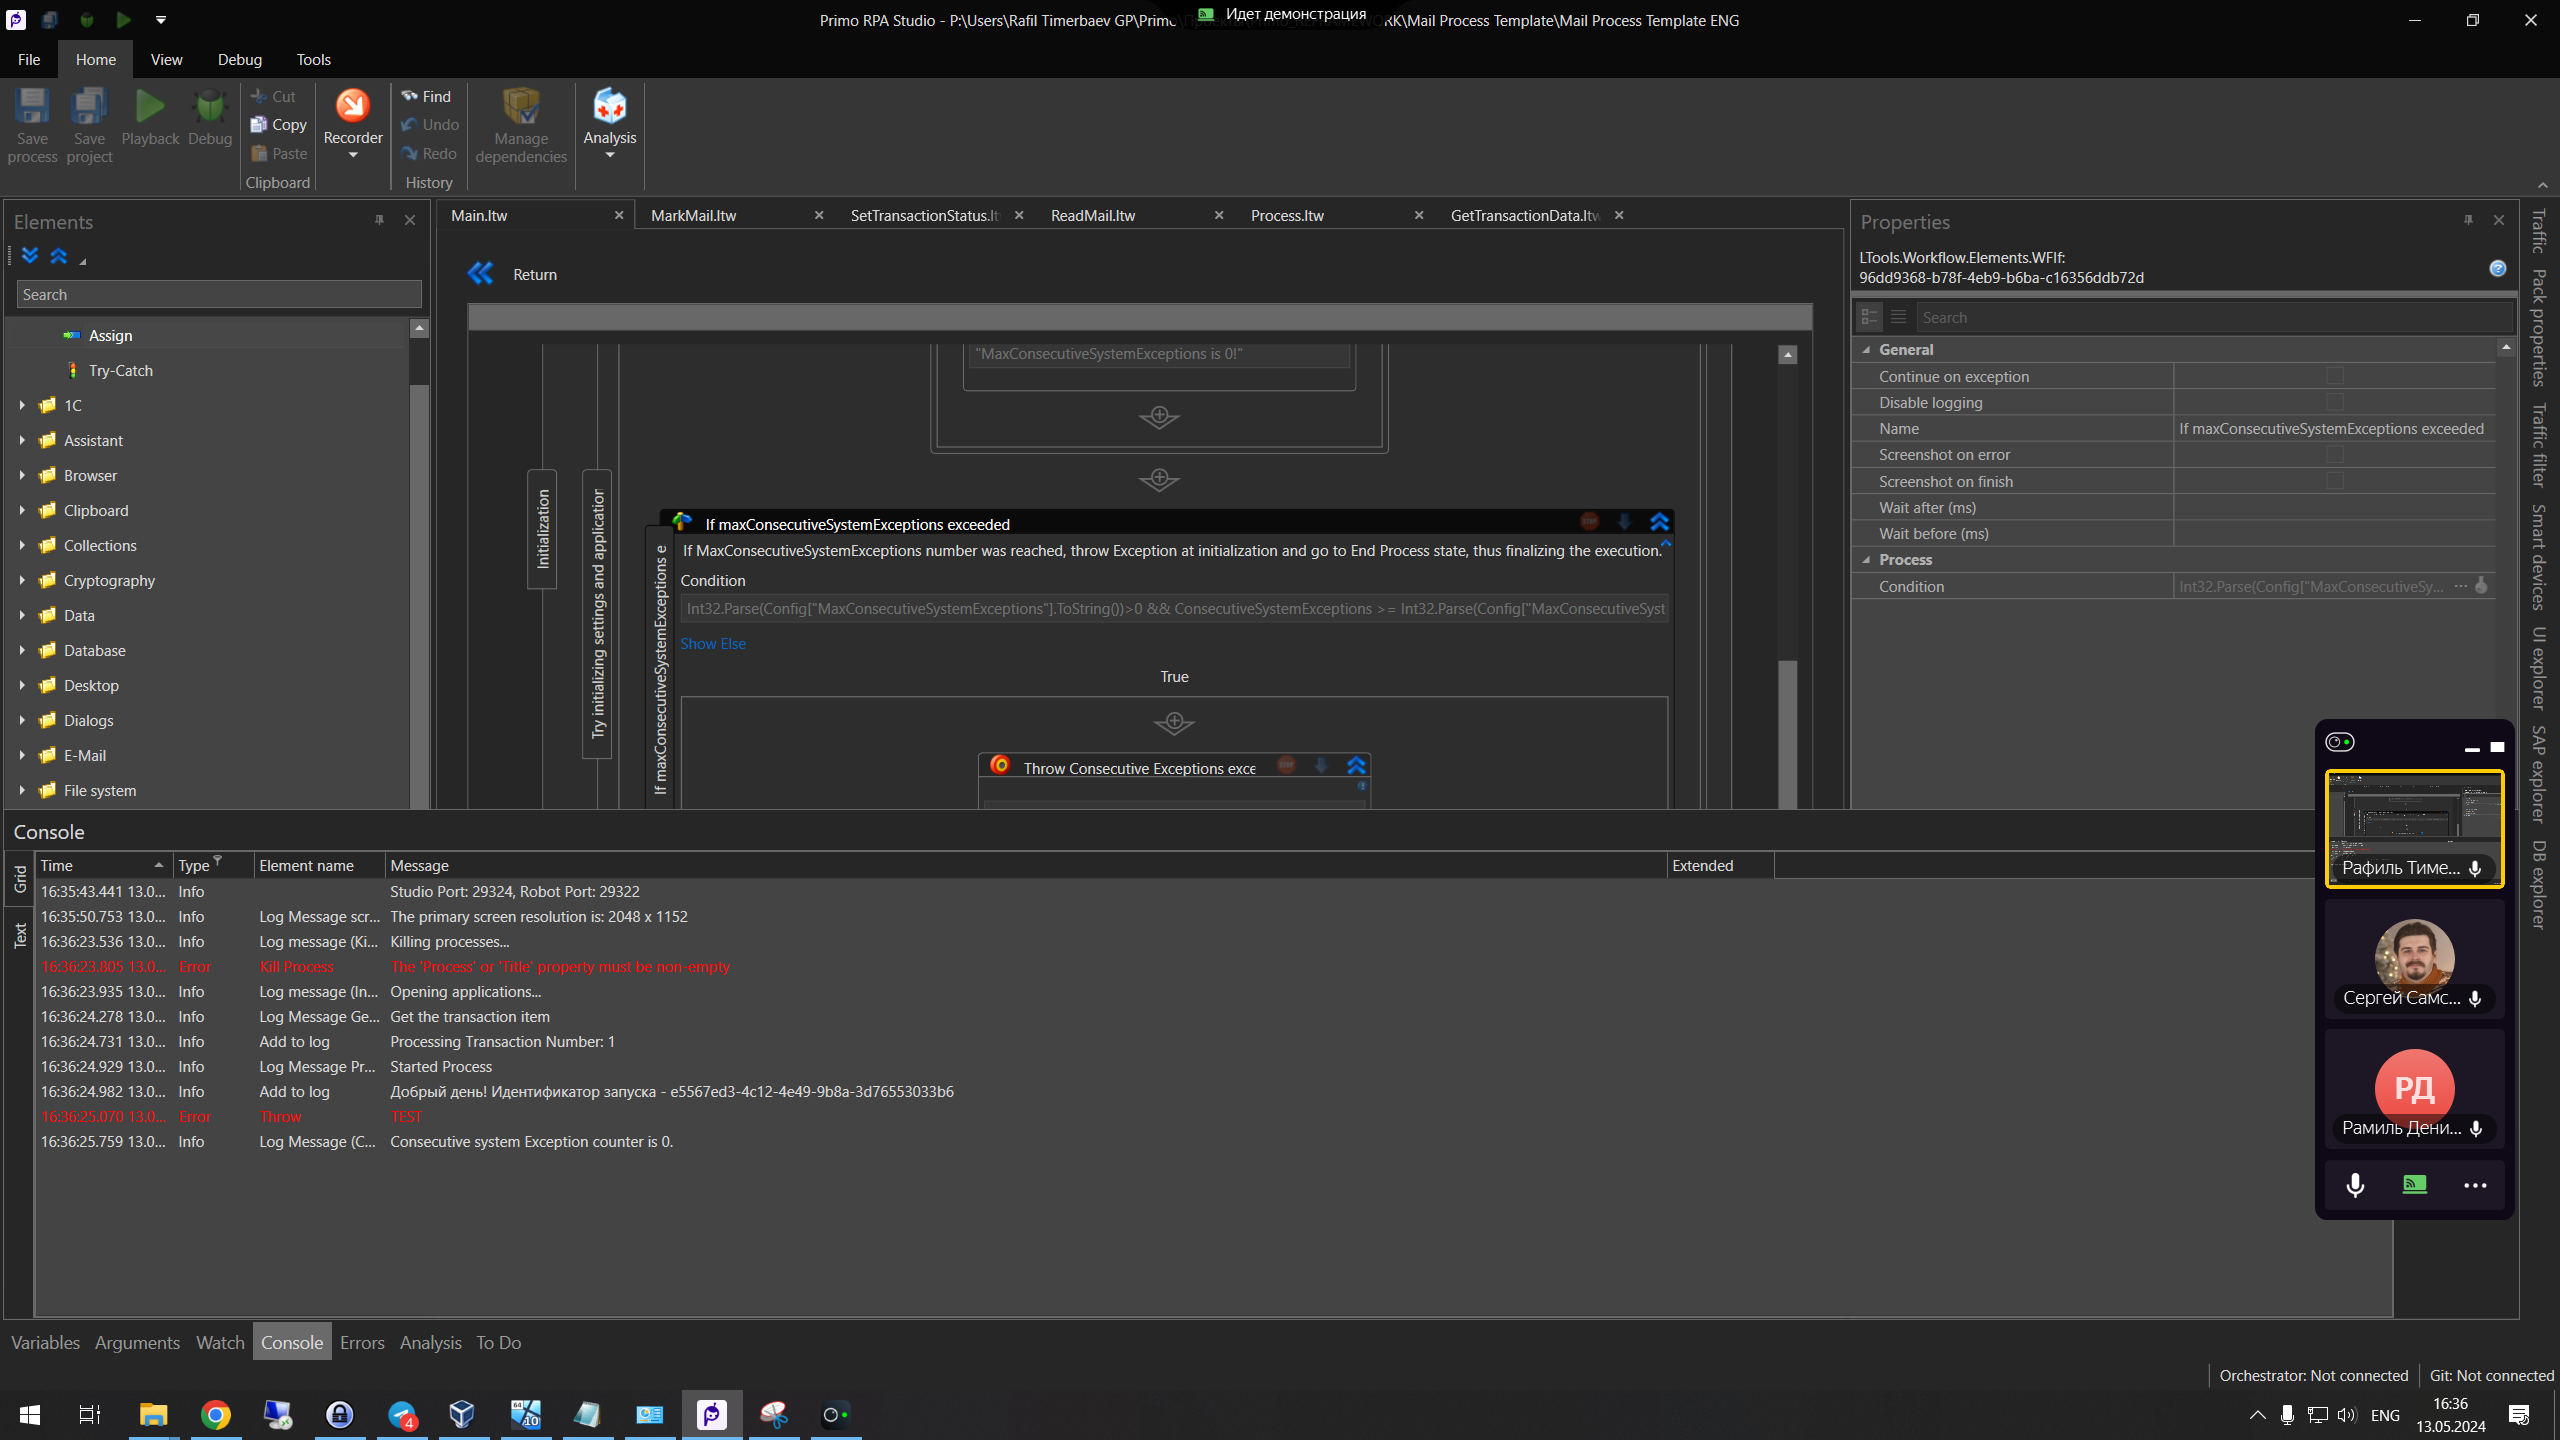 Primo RPA Studio - P:\Users\Rafil Timerbaev GP\Primo
Идет демонстрация
RK\Mail Process Template\Mail Process Template ENG
File
Home
View
Debug
Tools
Save process
Save project
Playback
Debug
Cut
Copy
Paste
Clipboard
Recorder
Find
Undo
Redo
History
Manage dependencies
Analysis
Elements
Search
Assign
Try-Catch
1C
Assistant
Browser
Clipboard
Collections
Cryptography
Data
Database
Desktop
Dialogs
E-Mail
File system
Main.ltw
MarkMail.ltw
SetTransactionStatus.lt
ReadMail.ltw
Process.ltw
GetTransactionData.ltw
Return
"MaxConsecutiveSystemExceptions is 0!"
Initialization
Try initializing settings and application
If maxConsecutiveSystemExceptions e
If maxConsecutiveSystemExceptions exceeded
If MaxConsecutiveSystemExceptions number was reached, throw Exception at initialization and go to End Process state, thus finalizing the execution.
Condition
Int32.Parse(Config["MaxConsecutiveSystemExceptions"].ToString())>0 && ConsecutiveSystemExceptions >= Int32.Parse(Config["MaxConsecutiveSyst
Show Else
True
Throw Consecutive Exceptions exce
Properties
LTools.Workflow.Elements.WFIf:
96dd9368-b78f-4eb9-b6ba-c16356ddb72d
Search
General
Continue on exception
Disable logging
Name If maxConsecutiveSystemExceptions exceeded
Screenshot on error
Screenshot on finish
Wait after (ms)
Wait before (ms)
Process
Condition Int32.Parse(Config["MaxConsecutiveSy...
Traffic
Pack properties
Traffic filter
Smart devices
UI explorer
SAP explorer
DB explorer
Рафиль Тиме...
Сергей Самс...
РД
Рамиль Дени...
Console
Grid
Text
Time Type Element name Message Extended
16:35:43.441 13.0... Info Studio Port: 29324, Robot Port: 29322
16:35:50.753 13.0... Info Log Message scr... The primary screen resolution is: 2048 x 1152
16:36:23.536 13.0... Info Log message (Ki... Killing processes...
16:36:23.805 13.0... Error Kill Process The 'Process' or 'Title' property must be non-empty
16:36:23.935 13.0... Info Log message (In... Opening applications...
16:36:24.278 13.0... Info Log Message Ge... Get the transaction item
16:36:24.731 13.0... Info Add to log Processing Transaction Number: 1
16:36:24.929 13.0... Info Log Message Pr... Started Process
16:36:24.982 13.0... Info Add to log Добрый день! Идентификатор запуска - e5567ed3-4c12-4e49-9b8a-3d76553033b6
16:36:25.070 13.0... Error Throw TEST
16:36:25.759 13.0... Info Log Message (C... Consecutive system Exception counter is 0.
Variables
Arguments
Watch
Console
Errors
Analysis
To Do
Orchestrator: Not connected
Git: Not connected
4
64
10
ENG
16:36
13.05.2024